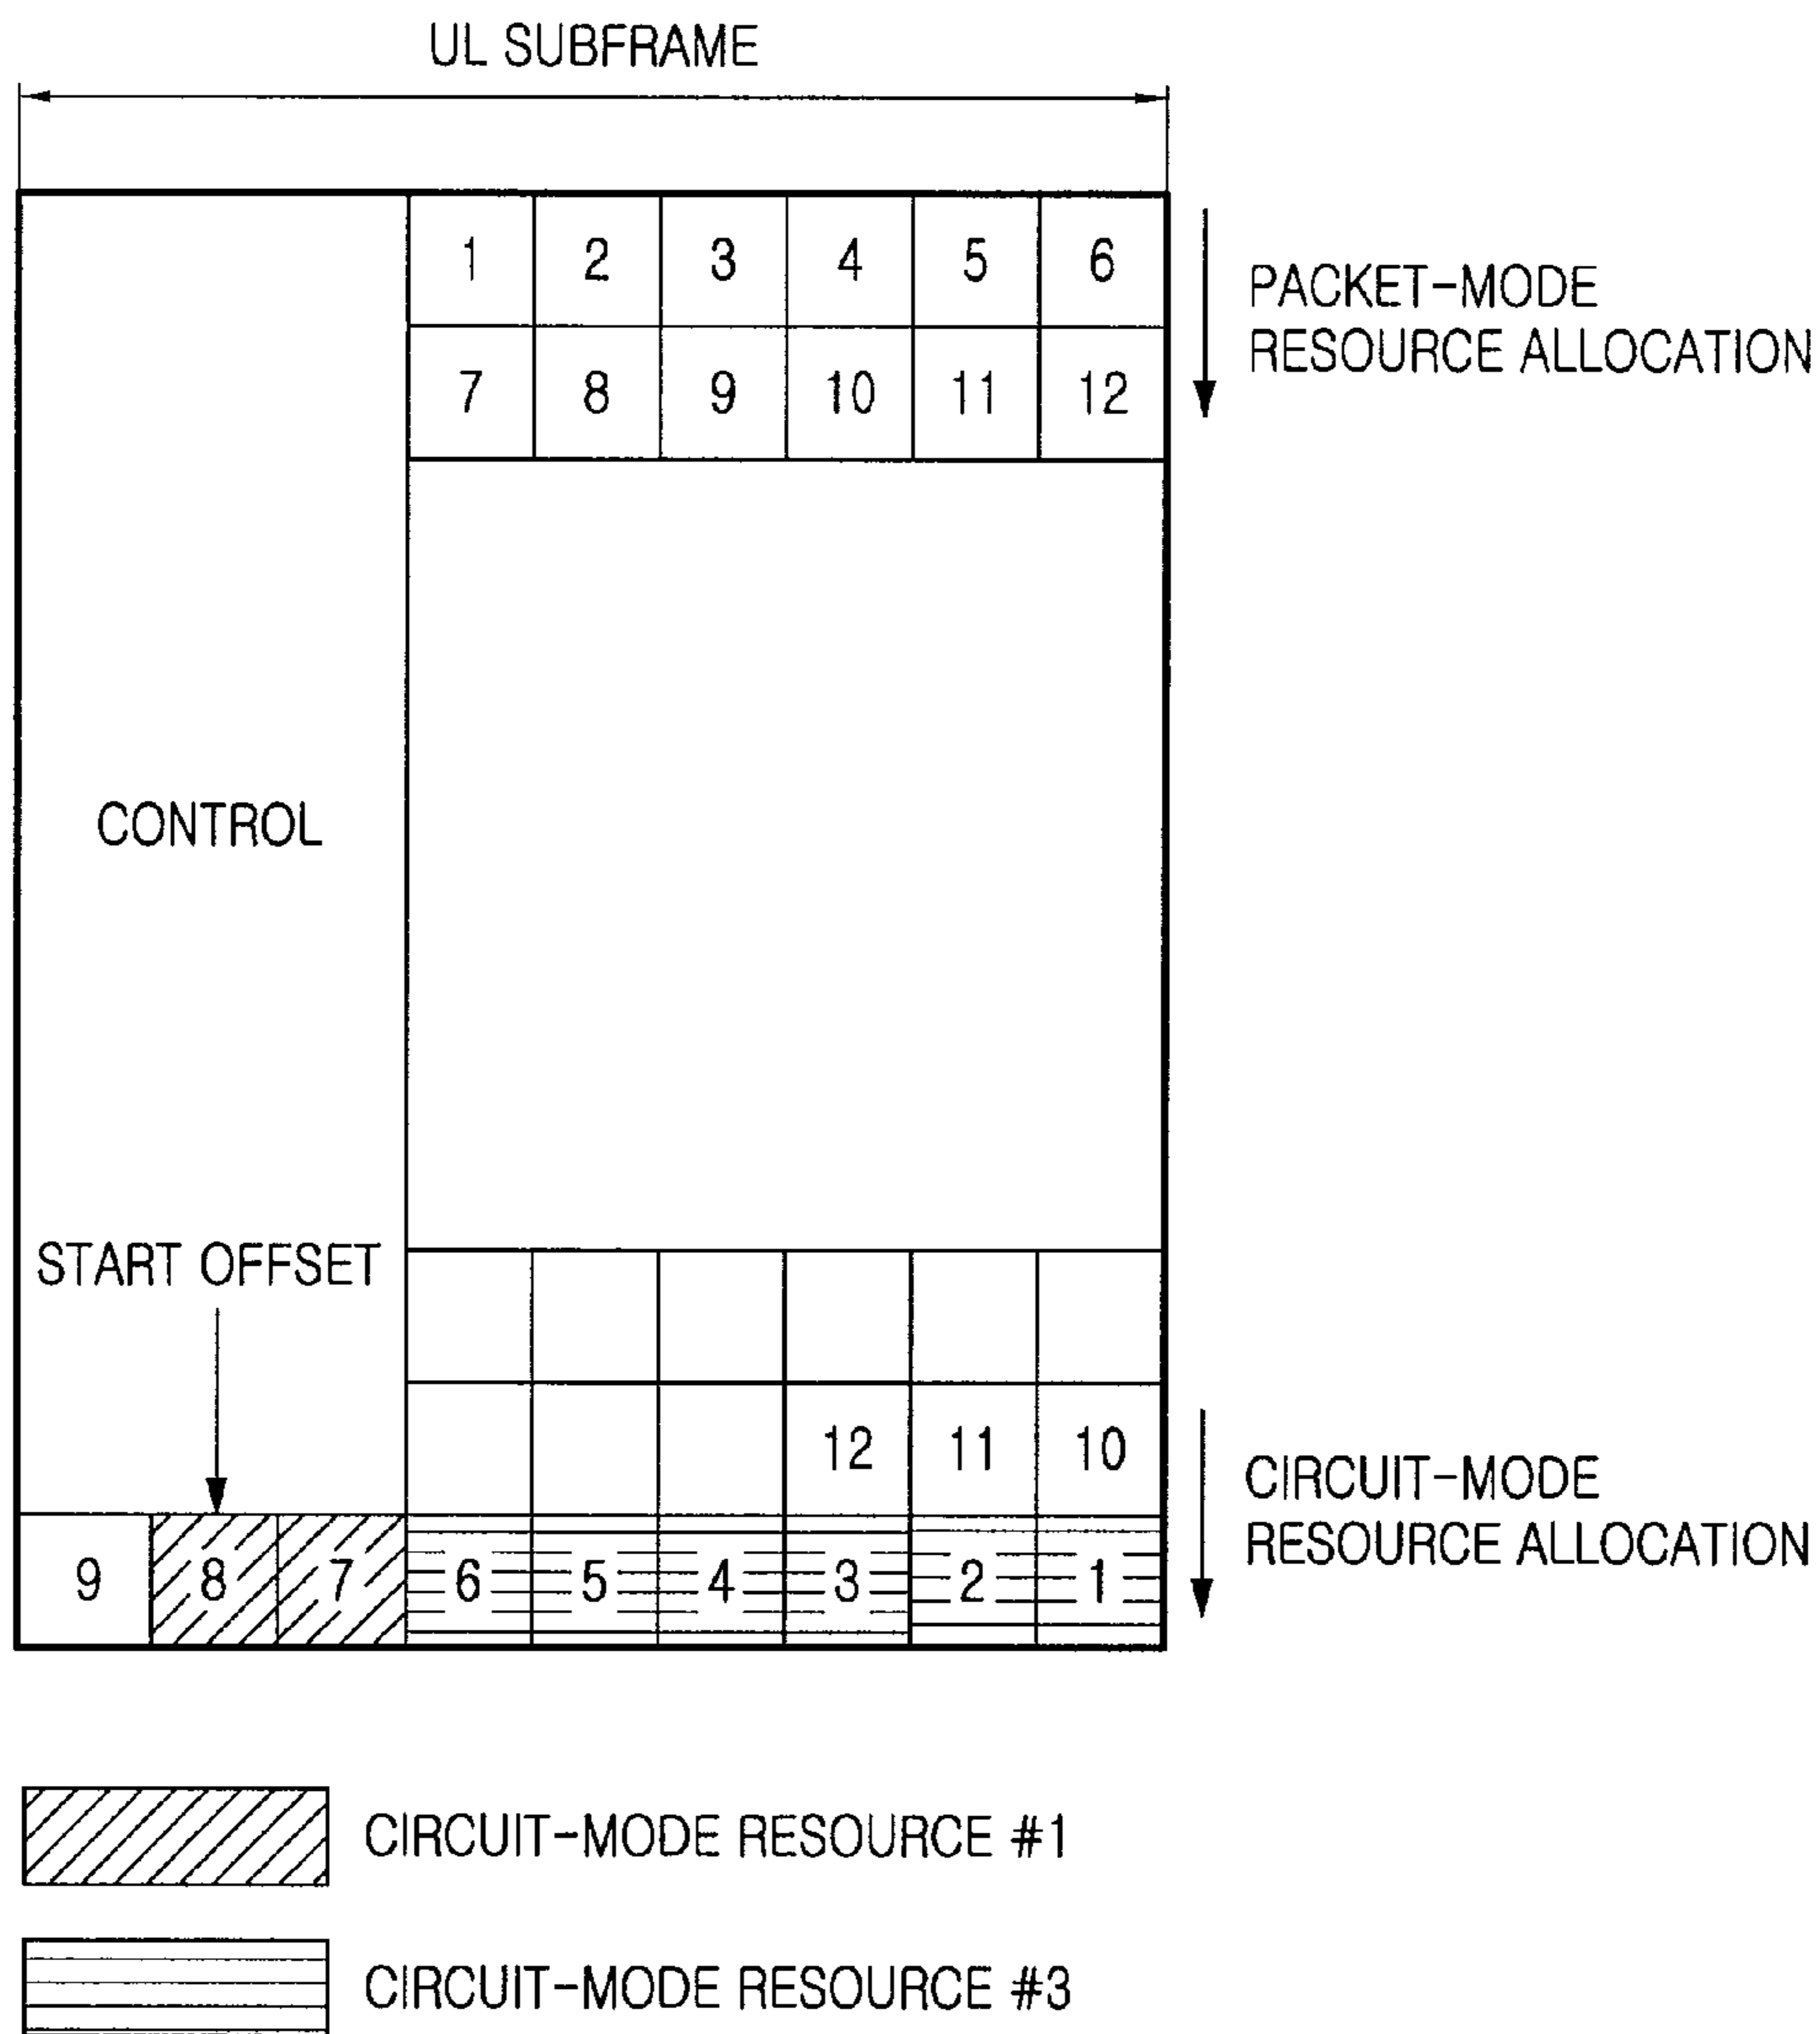 UL SUBFRAME
1 2 3 4 5 6
PACKET-MODE
RESOURCE ALLOCATION
7 8 9 10 11 12
CONTROL
START OFFSET
12 11 10
CIRCUIT-MODE
RESOURCE ALLOCATION
9 8 7 6 5 4 3 2 1
CIRCUIT-MODE RESOURCE #1
CIRCUIT-MODE RESOURCE #3